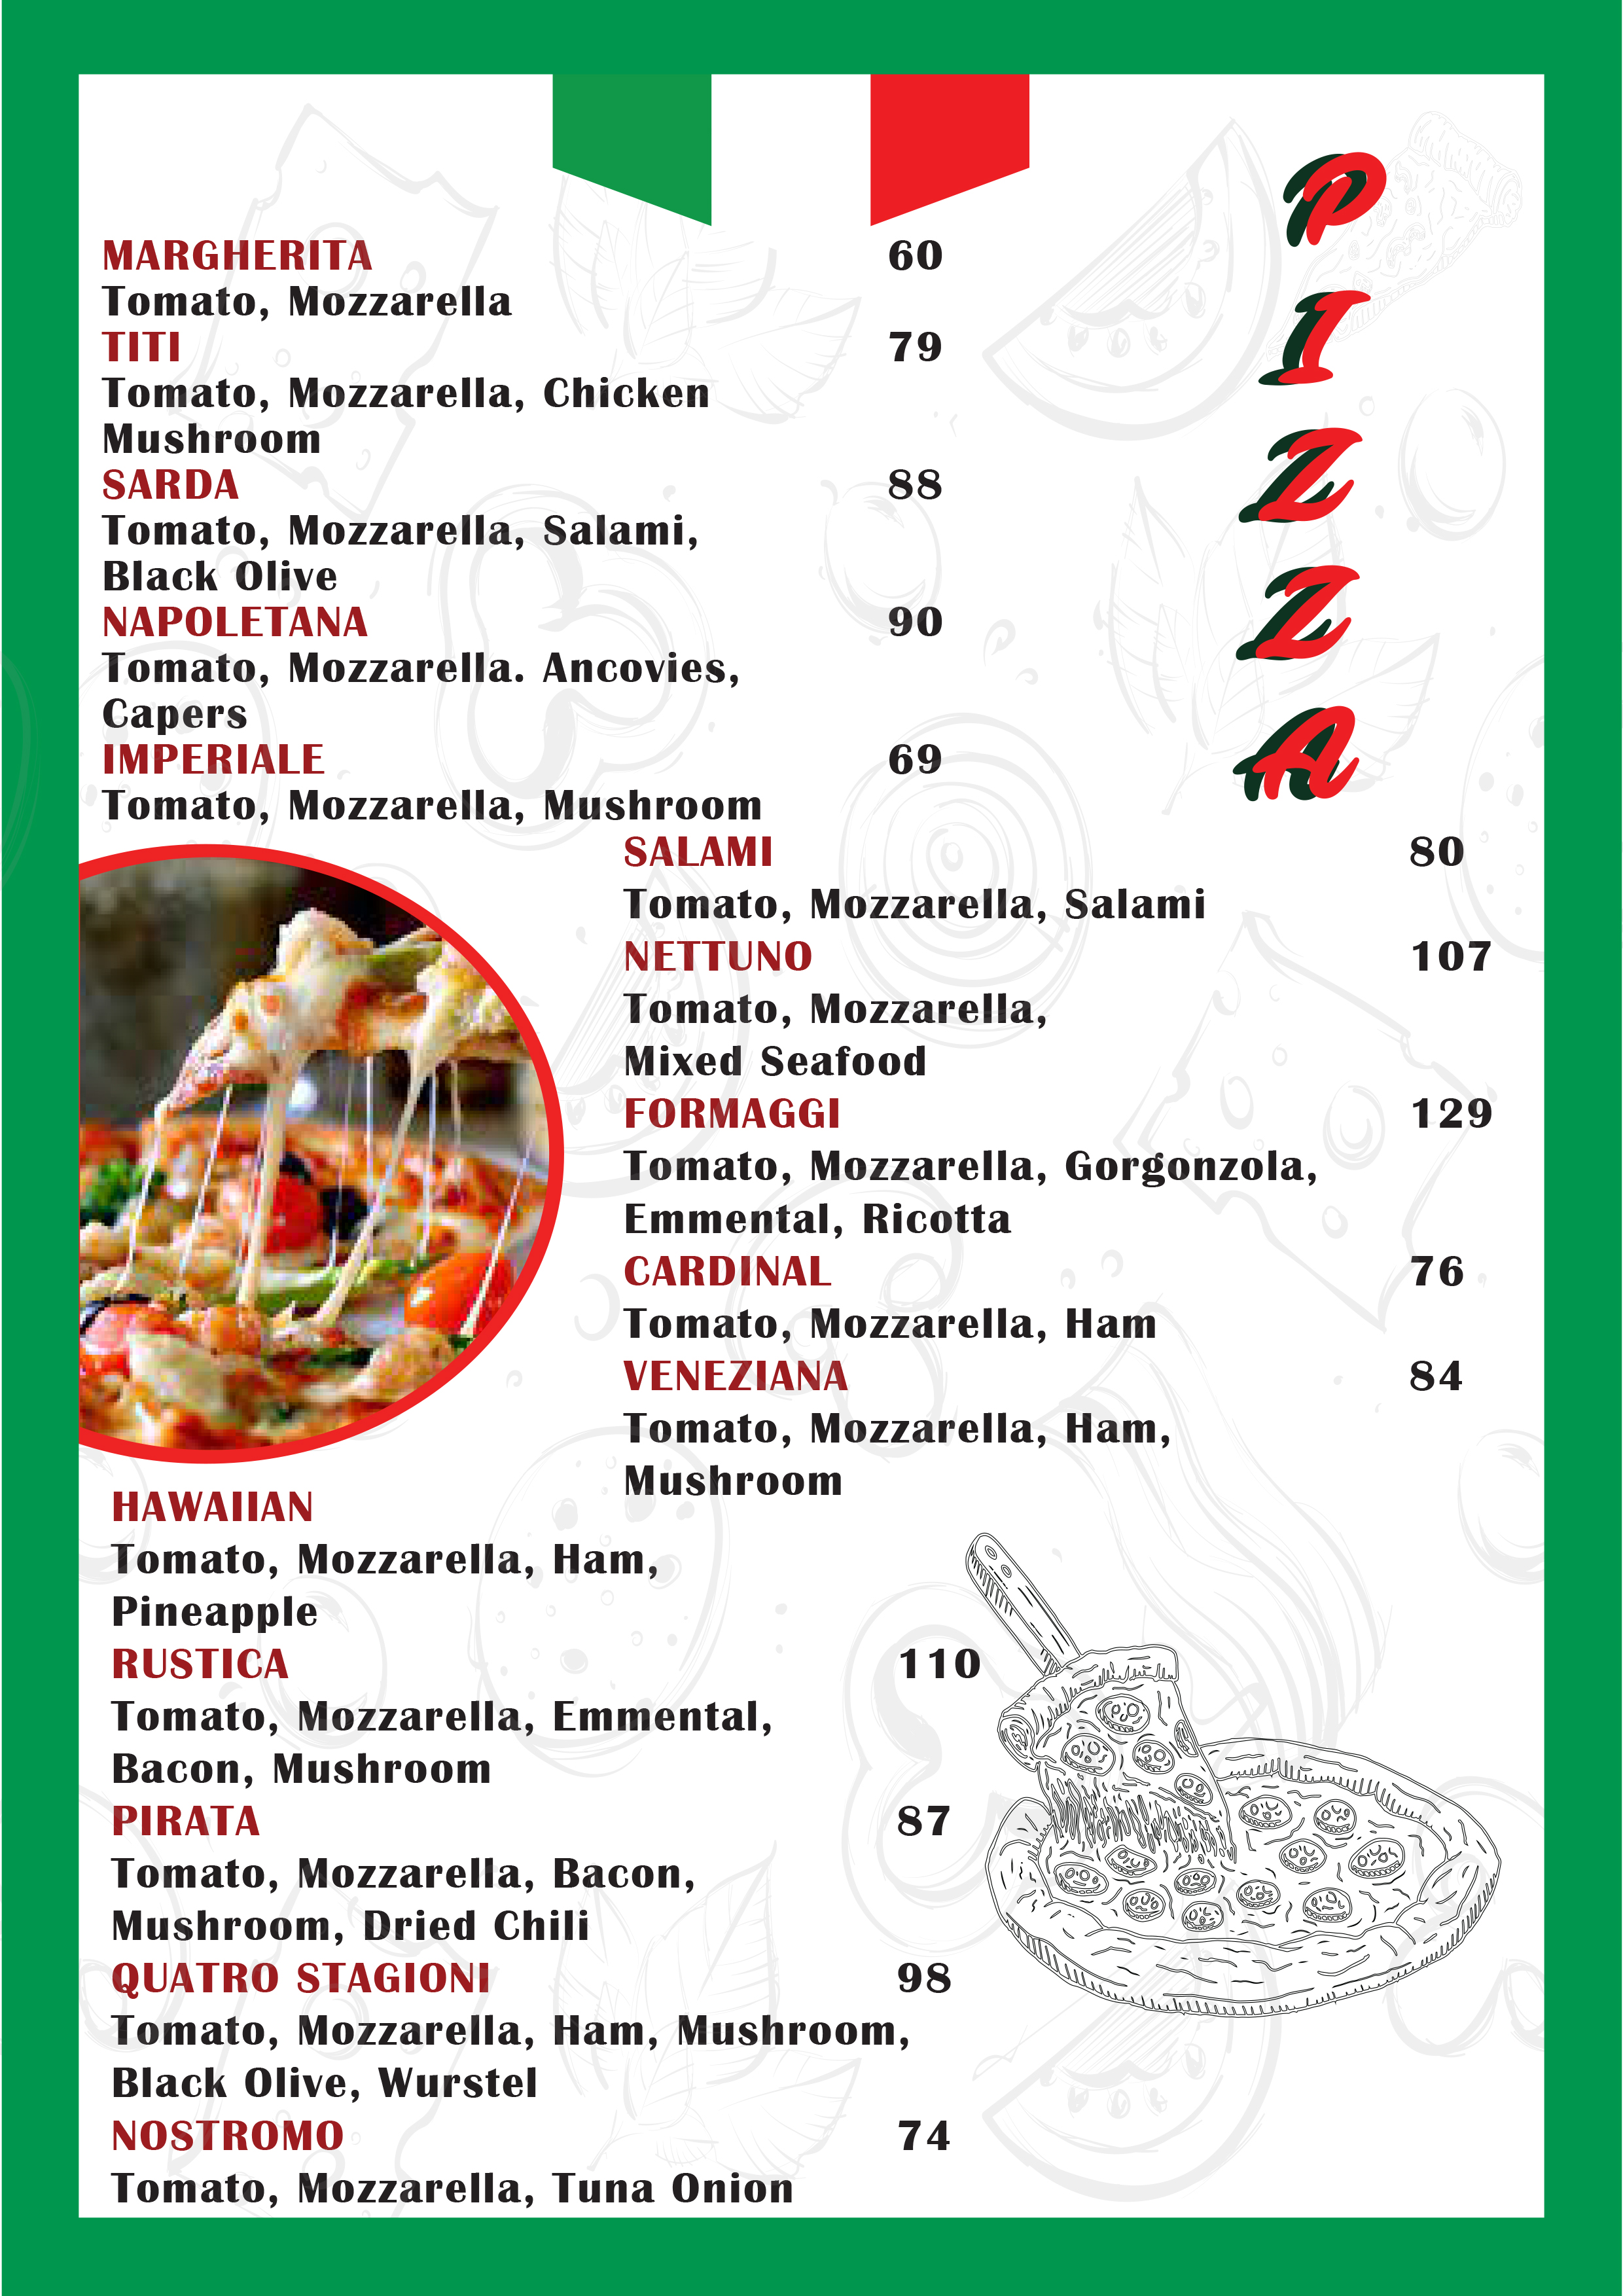 PIZZA
MARGHERITA 60
Tomato, Mozzarella
TITI 79
Tomato, Mozzarella, Chicken
Mushroom
SARDA 88
Tomato, Mozzarella, Salami,
Black Olive
NAPOLETANA 90
Tomato, Mozzarella. Ancovies,
Capers
IMPERIALE 69
Tomato, Mozzarella, Mushroom
SALAMI 80
Tomato, Mozzarella, Salami
NETTUNO 107
Tomato, Mozzarella,
Mixed Seafood
FORMAGGI 129
Tomato, Mozzarella, Gorgonzola,
Emmental, Ricotta
CARDINAL 76
Tomato, Mozzarella, Ham
VENEZIANA 84
Tomato, Mozzarella, Ham,
Mushroom
HAWAIIAN
Tomato, Mozzarella, Ham,
Pineapple
RUSTICA 110
Tomato, Mozzarella, Emmental,
Bacon, Mushroom
PIRATA 87
Tomato, Mozzarella, Bacon,
Mushroom, Dried Chili
QUATRO STAGIONI 98
Tomato, Mozzarella, Ham, Mushroom,
Black Olive, Wurstel
NOSTROMO 74
Tomato, Mozzarella, Tuna Onion